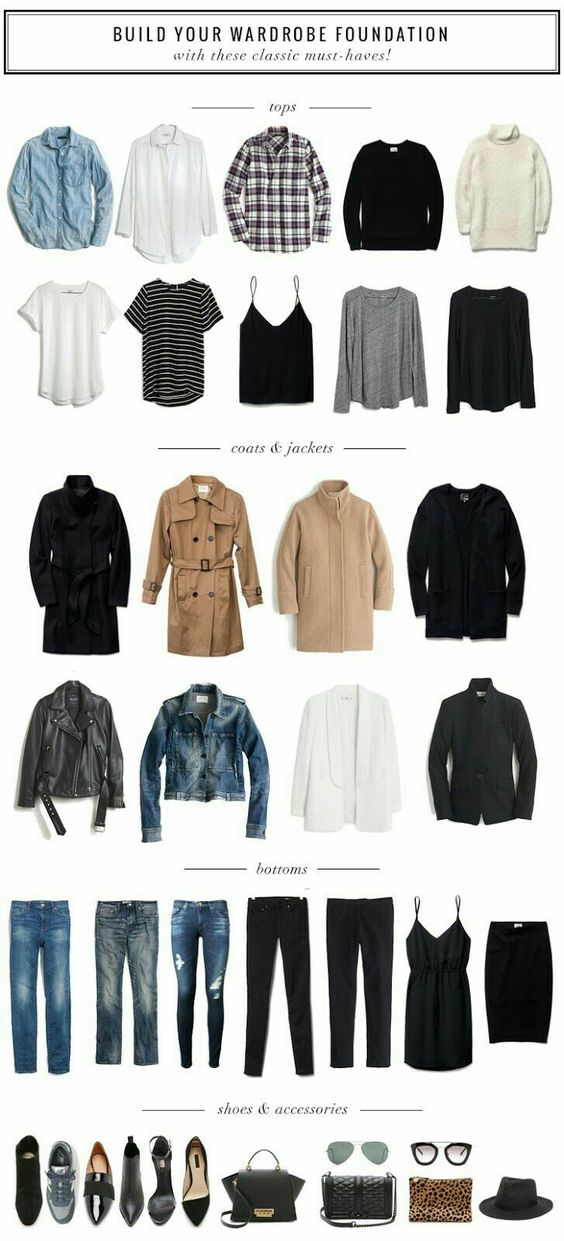 BUILD YOUR WARDROBE FOUNDATION
with these classic must-haves!
tops
coats & jackets
bottoms
shoes & accessories